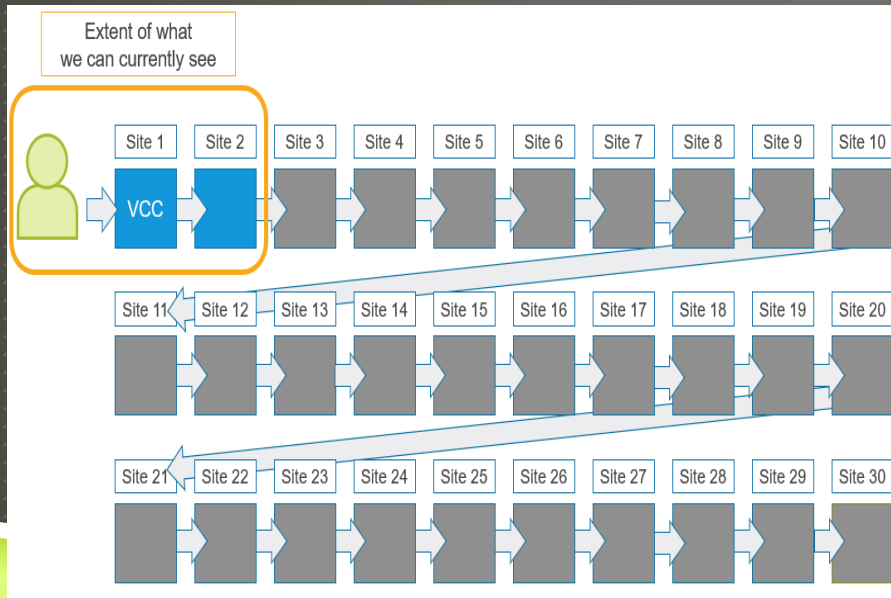 Extent of what
we can currently see
Site 1 Site 2 Site 3 Site 4 Site 5 Site 6 Site 7 Site 8 Site 9 Site 10
VCC
Site 11 Site 12 Site 13 Site 14 Site 15 Site 16 Site 17 Site 18 Site 19 Site 20
Site 21 Site 22 Site 23 Site 24 Site 25 Site 26 Site 27 Site 28 Site 29 Site 30